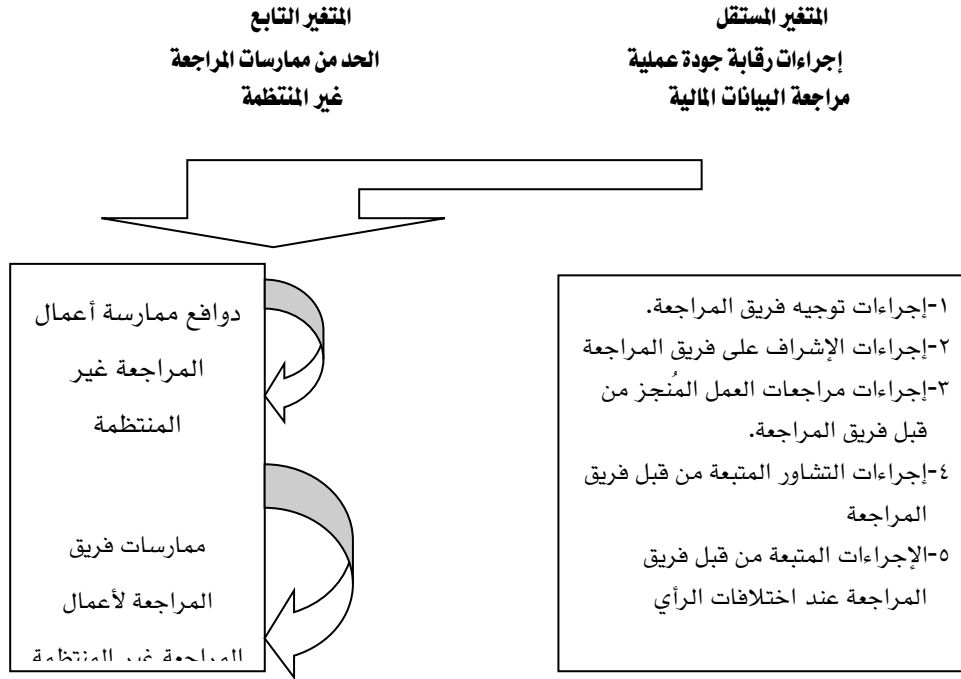 المتغير المستقل
إجراءات رقابة جودة عملية
مراجعة البيانات المالية
المتغير التابع
الحد من ممارسات المراجعة
غير المنتظمة
١-إجراءات توجيه فريق المراجعة.
٢-إجراءات الإشراف على فريق المراجعة
٣-إجراءات مراجعات العمل المُنجز من
قبل فريق المراجعة.
٤-إجراءات التشاور المتبعة من قبل فريق
المراجعة
٥-الإجراءات المتبعة من قبل فريق
المراجعة عند اختلافات الرأي
دوافع ممارسة أعمال
المراجعة غير
المنتظمة
ممارسات فريق
المراجعة لأعمال
المراجعة غير المنتظمة